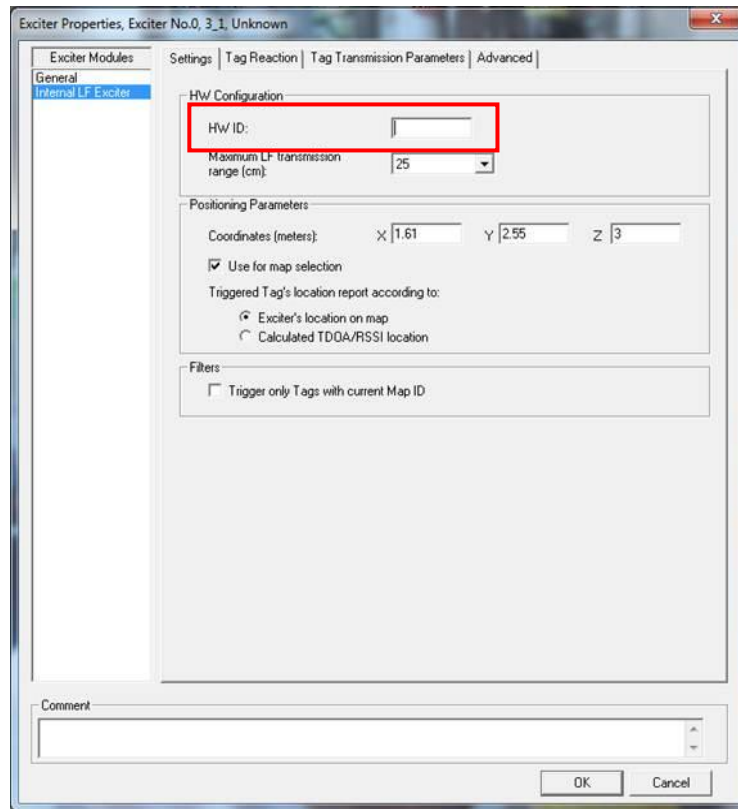 Exciter Properties, Exciter No.0, 3_1, Unknown
X
Exciter Modules
General
Internal LF Exciter
Settings
Tag Reaction
Tag Transmission Parameters
Advanced
HW Configuration
HW ID:
Maximum LF transmission
range (cm):
25
Positioning Parameters
Coordinates (meters):
X 1.61
Y 2.55
Z 3
Use for map selection
Triggered Tag's location report according to:
Exciter's location on map
Calculated TDOA/RSSI location
Filters
Trigger only Tags with current Map ID
Comment
OK
Cancel